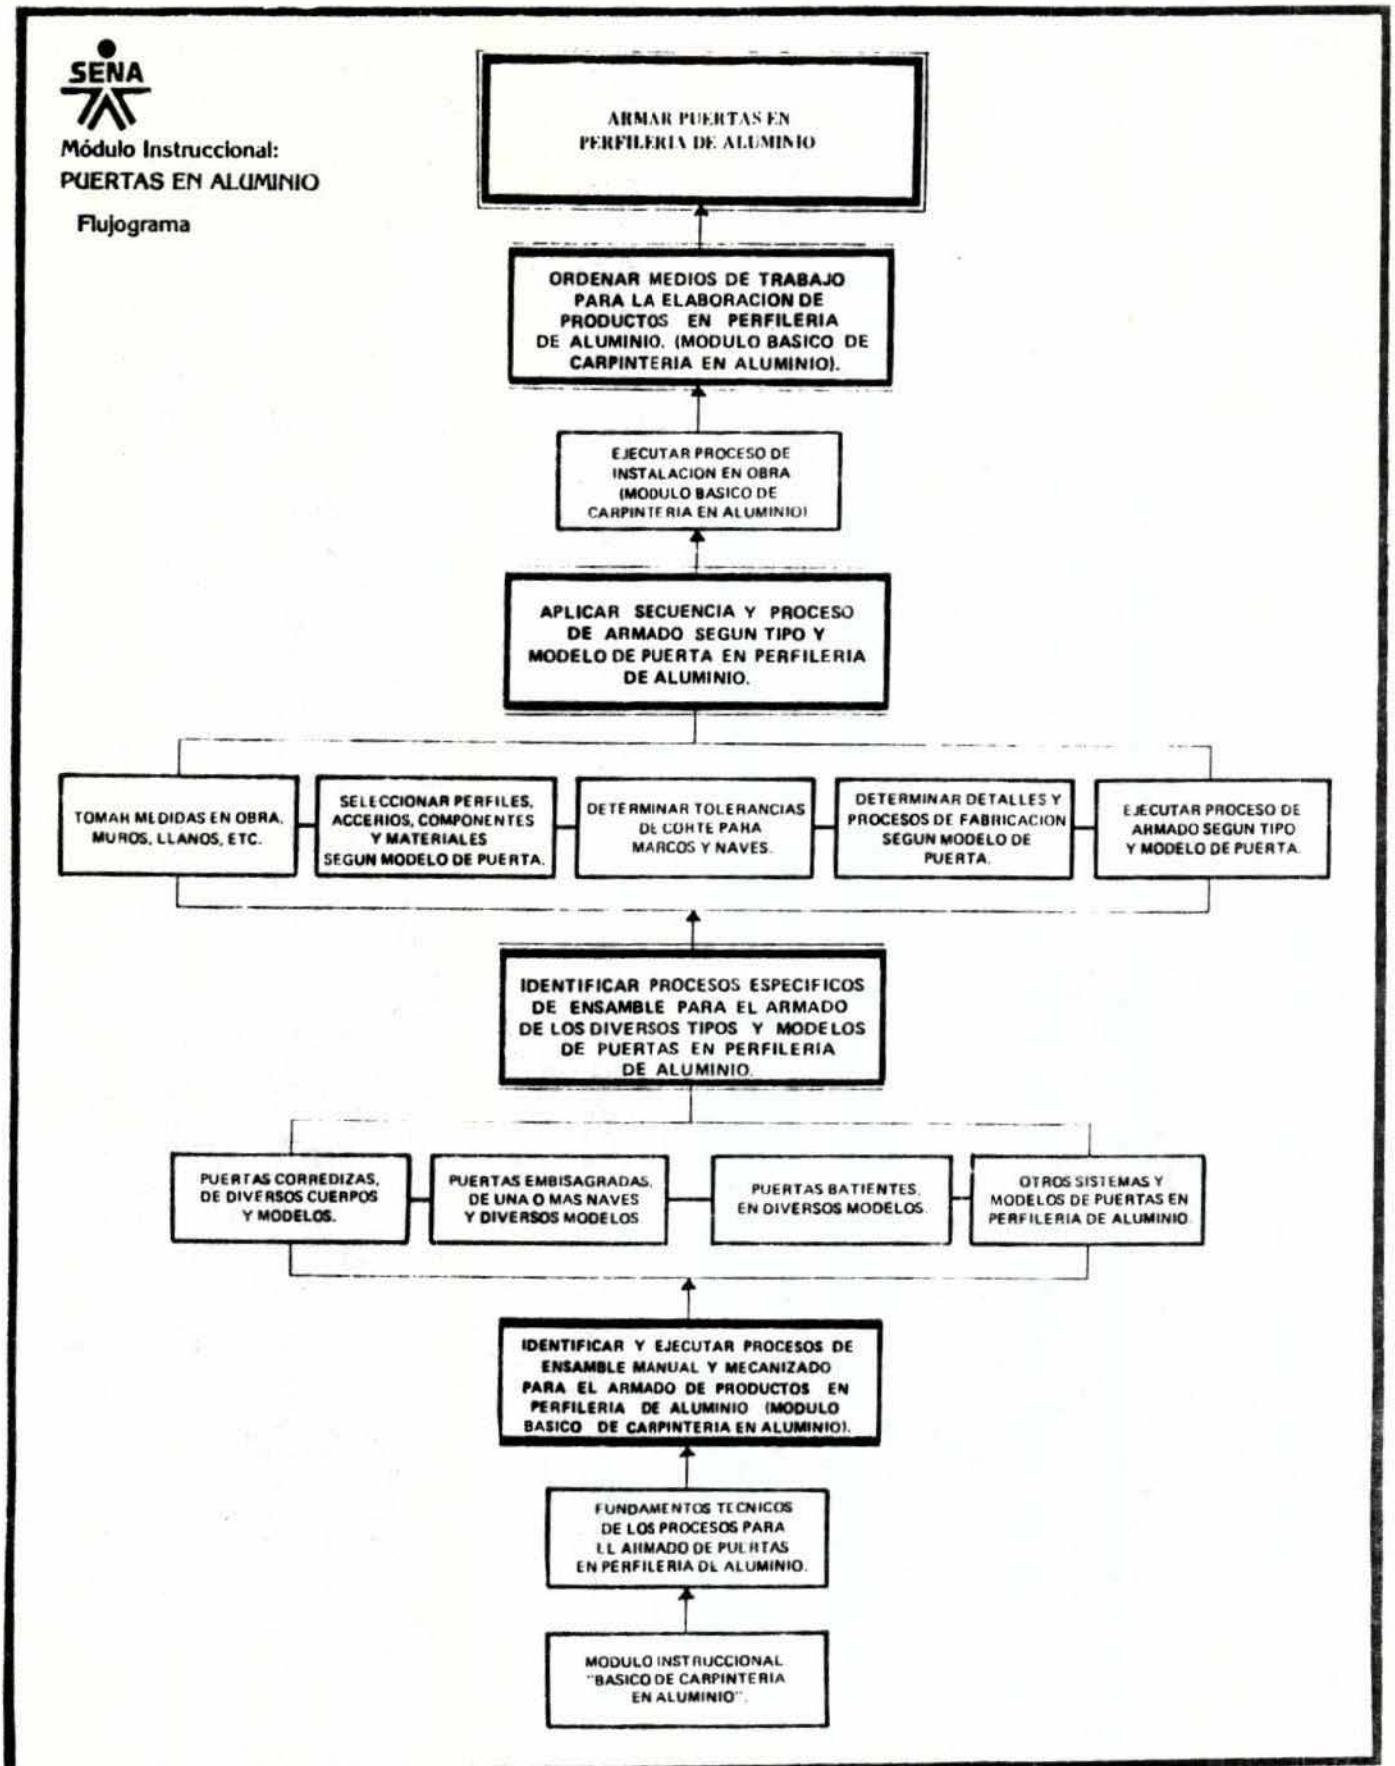 SENA
Módulo Instruccional:
PUERTAS EN ALUMINIO
Flujograma
ARMAR PUERTAS EN
PERFILERIA DE ALUMINIO
ORDENAR MEDIOS DE TRABAJO
PARA LA ELABORACION DE
PRODUCTOS EN PERFILERIA
DE ALUMINIO. (MODULO BASICO DE
CARPINTERIA EN ALUMINIO).
EJECUTAR PROCESO DE
INSTALACION EN OBRA
(MODULO BASICO DE
CARPINTERIA EN ALUMINIO)
APLICAR SECUENCIA Y PROCESO
DE ARMADO SEGUN TIPO Y
MODELO DE PUERTA EN PERFILERIA
DE ALUMINIO.
TOMAR MEDIDAS EN OBRA,
MUROS, LLANOS, ETC.
SELECCIONAR PERFILES,
ACCERIOS, COMPONENTES
Y MATERIALES
SEGUN MODELO DE PUERTA.
DETERMINAR TOLERANCIAS
DE CORTE PARA
MARCOS Y NAVES.
DETERMINAR DETALLES Y
PROCESOS DE FABRICACION
SEGUN MODELO DE
PUERTA.
EJECUTAR PROCESO DE
ARMADO SEGUN TIPO
Y MODELO DE PUERTA.
IDENTIFICAR PROCESOS ESPECIFICOS
DE ENSAMBLE PARA EL ARMADO
DE LOS DIVERSOS TIPOS Y MODELOS
DE PUERTAS EN PERFILERIA
DE ALUMINIO.
PUERTAS CORREDIZAS,
DE DIVERSOS CUERPOS
Y MODELOS.
PUERTAS EMBISAGRADAS,
DE UNA O MAS NAVES
Y DIVERSOS MODELOS
PUERTAS BATIENTES,
EN DIVERSOS MODELOS.
OTROS SISTEMAS Y
MODELOS DE PUERTAS EN
PERFILERIA DE ALUMINIO.
IDENTIFICAR Y EJECUTAR PROCESOS DE
ENSAMBLE MANUAL Y MECANIZADO
PARA EL ARMADO DE PRODUCTOS EN
PERFILERIA DE ALUMINIO (MODULO
BASICO DE CARPINTERIA EN ALUMINIO).
FUNDAMENTOS TECNICOS
DE LOS PROCESOS PARA
EL ARMADO DE PUERTAS
EN PERFILERIA DE ALUMINIO.
MODULO INSTRUCCIONAL
"BASICO DE CARPINTERIA
EN ALUMINIO".